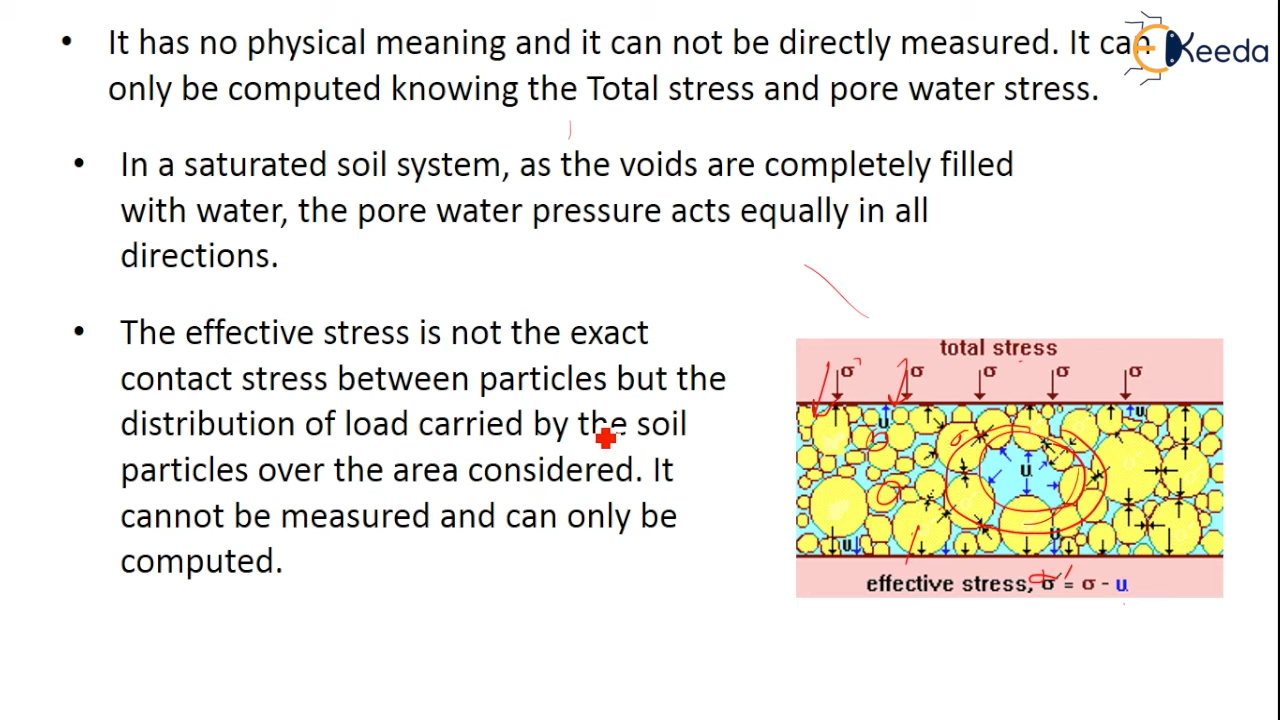 • It has no physical meaning and it can not be directly measured. It can
only be computed knowing the Total stress and pore water stress.
• In a saturated soil system, as the voids are completely filled
with water, the pore water pressure acts equally in all
directions.
• The effective stress is not the exact
contact stress between particles but the
distribution of load carried by the soil
particles over the area considered. It
cannot be measured and can only be
computed.
Keeda
total stress
σ σ σ σ σ
u u
σ
u
u u
effective stress, σ' = σ - u